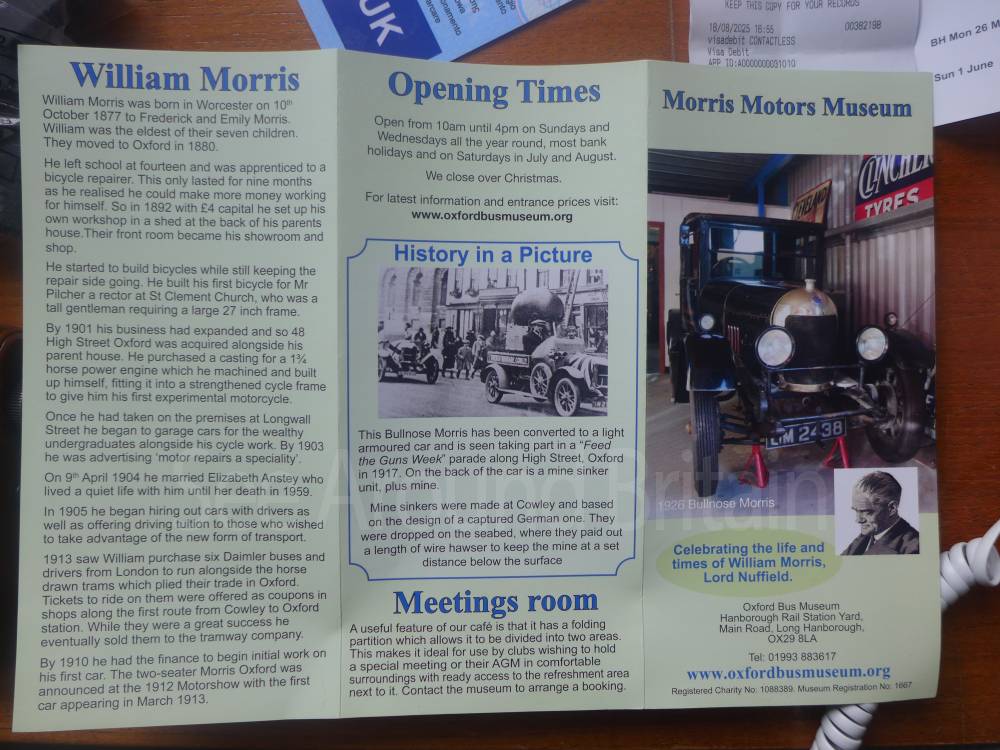 UK
KEEP THIS COPY FOR YOUR RECORDS
18/08/2025 16:55
0038219B
visadebit CONTACTLESS
Visa Debit
APP ID:A0000000031010
BH Mon 26 M
Sun 1 June
William Morris
William Morris was born in Worcester on 10th
October 1877 to Frederick and Emily Morris.
William was the eldest of their seven children.
They moved to Oxford in 1880.
He left school at fourteen and was apprenticed to a
bicycle repairer. This only lasted for nine months
as he realised he could make more money working
for himself. So in 1892 with £4 capital he set up his
own workshop in a shed at the back of his parents
house.Their front room became his showroom and
shop.
He started to build bicycles while still keeping the
repair side going. He built his first bicycle for Mr
Pilcher a rector at St Clement Church, who was a
tall gentleman requiring a large 27 inch frame.
By 1901 his business had expanded and so 48
High Street Oxford was acquired alongside his
parent house. He purchased a casting for a 1¾
horse power engine which he machined and built
up himself, fitting it into a strengthened cycle frame
to give him his first experimental motorcycle.
Once he had taken on the premises at Longwall
Street he began to garage cars for the wealthy
undergraduates alongside his cycle work. By 1903
he was advertising 'motor repairs a speciality'.
On 9th April 1904 he married Elizabeth Anstey who
lived a quiet life with him until her death in 1959.
In 1905 he began hiring out cars with drivers as
well as offering driving tuition to those who wished
to take advantage of the new form of transport.
1913 saw William purchase six Daimler buses and
drivers from London to run alongside the horse
drawn trams which plied their trade in Oxford.
Tickets to ride on them were offered as coupons in
shops along the first route from Cowley to Oxford
station. While they were a great success he
eventually sold them to the tramway company.
By 1910 he had the finance to begin initial work on
his first car. The two-seater Morris Oxford was
announced at the 1912 Motorshow with the first
car appearing in March 1913.
Opening Times
Open from 10am until 4pm on Sundays and
Wednesdays all the year round, most bank
holidays and on Saturdays in July and August.
We close over Christmas.
For latest information and entrance prices visit:
www.oxfordbusmuseum.org
History in a Picture
This Bullnose Morris has been converted to a light
armoured car and is seen taking part in a "Feed
the Guns Week" parade along High Street, Oxford
in 1917. On the back of the car is a mine sinker
unit, plus mine.
Mine sinkers were made at Cowley and based
on the design of a captured German one. They
were dropped on the seabed, where they paid out
a length of wire hawser to keep the mine at a set
distance below the surface
Meetings room
A useful feature of our café is that it has a folding
partition which allows it to be divided into two areas.
This makes it ideal for use by clubs wishing to hold
a special meeting or their AGM in comfortable
surroundings with ready access to the refreshment area
next to it. Contact the museum to arrange a booking.
Morris Motors Museum
CLEVELAND
CLINCHER
TYRES
1926 Bullnose Morris
Celebrating the life and
times of William Morris,
Lord Nuffield.
Oxford Bus Museum
Hanborough Rail Station Yard,
Main Road, Long Hanborough,
OX29 8LA
Tel: 01993 883617
www.oxfordbusmuseum.org
Registered Charity No: 1088389. Museum Registration No: 1667
Around Britain